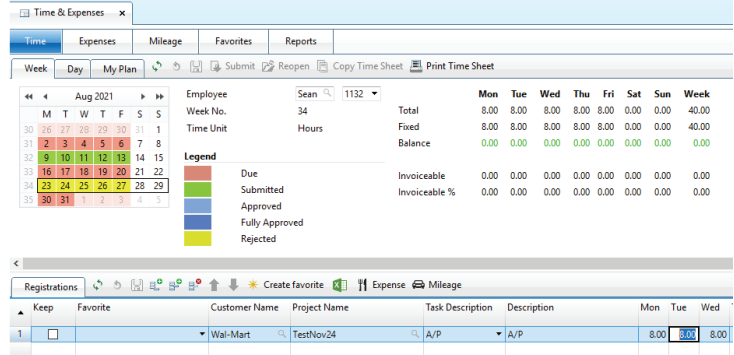 Time & Expenses x
Time Expenses Mileage Favorites Reports
Week Day My Plan Submit Reopen Copy Time Sheet Print Time Sheet
Aug 2021
M T W T F S S
30 26 27 28 29 30 31 1
31 2 3 4 5 6 7 8
32 9 10 11 12 13 14 15
33 16 17 18 19 20 21 22
34 23 24 25 26 27 28 29
35 30 31 1 2 3 4 5
Employee Sean 1132
Week No. 34
Time Unit Hours
Legend
Due
Submitted
Approved
Fully Approved
Rejected
Mon Tue Wed Thu Fri Sat Sun Week
Total 8.00 8.00 8.00 8.00 8.00 0.00 0.00 40.00
Fixed 8.00 8.00 8.00 8.00 8.00 0.00 0.00 40.00
Balance 0.00 0.00 0.00 0.00 0.00 0.00 0.00 0.00
Invoiceable 0.00 0.00 0.00 0.00 0.00 0.00 0.00 0.00
Invoiceable % 0.00 0.00 0.00 0.00 0.00 0.00 0.00 0.00
Registrations Create favorite Expense Mileage
Keep Favorite Customer Name Project Name Task Description Description Mon Tue Wed
1 Wal-Mart TestNov24 A/P A/P 8.00 8.00 8.00